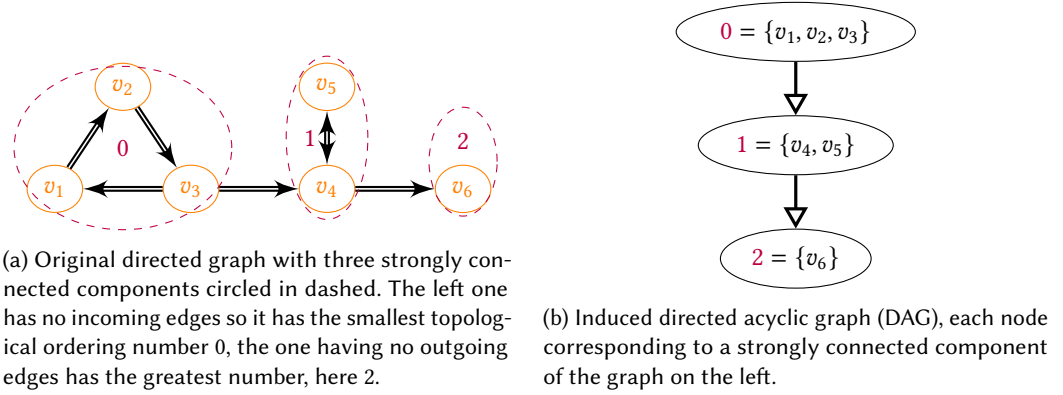 v₂
v₅
0
1
2
v₁
v₃
v₄
v₆
(a) Original directed graph with three strongly con-
nected components circled in dashed. The left one
has no incoming edges so it has the smallest topolog-
ical ordering number 0, the one having no outgoing
edges has the greatest number, here 2.
0 = {v₁, v₂, v₃}
1 = {v₄, v₅}
2 = {v₆}
(b) Induced directed acyclic graph (DAG), each node
corresponding to a strongly connected component
of the graph on the left.